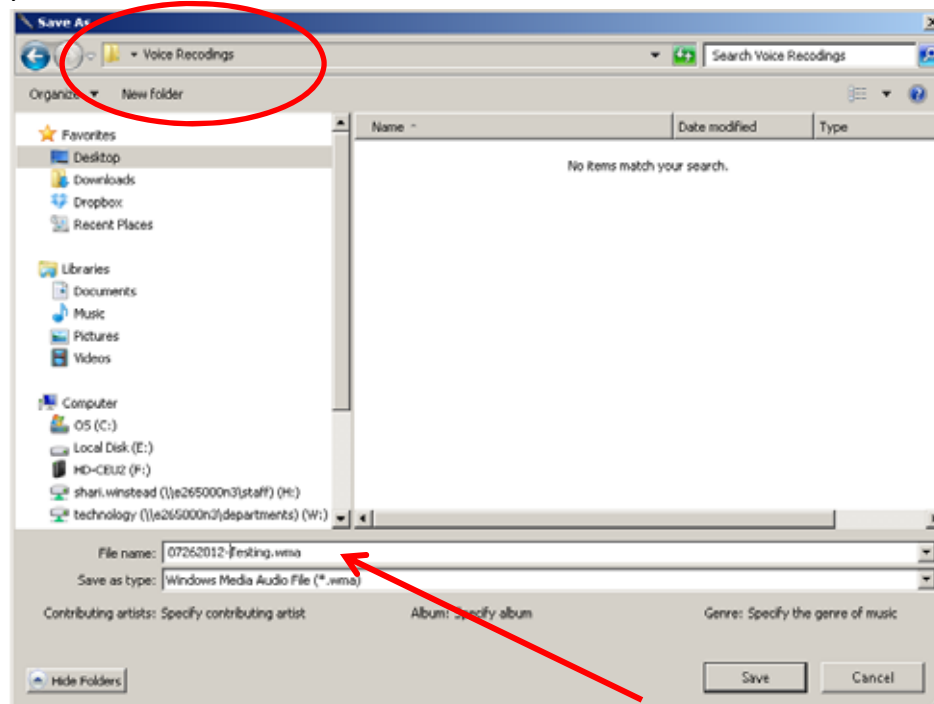 Save As
Voice Recodings
Search Voice Recodings
Organize New folder
Favorites
Desktop
Downloads
Dropbox
Recent Places
Libraries
Documents
Music
Pictures
Videos
Computer
OS (C:)
Local Disk (E:)
HD-CEU2 (F:)
shari.winstead (\\e265000n3\staff) (H:)
technology (\\e265000n3\departments) (W:)
Name Date modified Type
No items match your search.
File name: 07262012-Testing.wma
Save as type: Windows Media Audio File (*.wma)
Contributing artists: Specify contributing artist Album: Specify album Genre: Specify the genre of music
Hide Folders Save Cancel